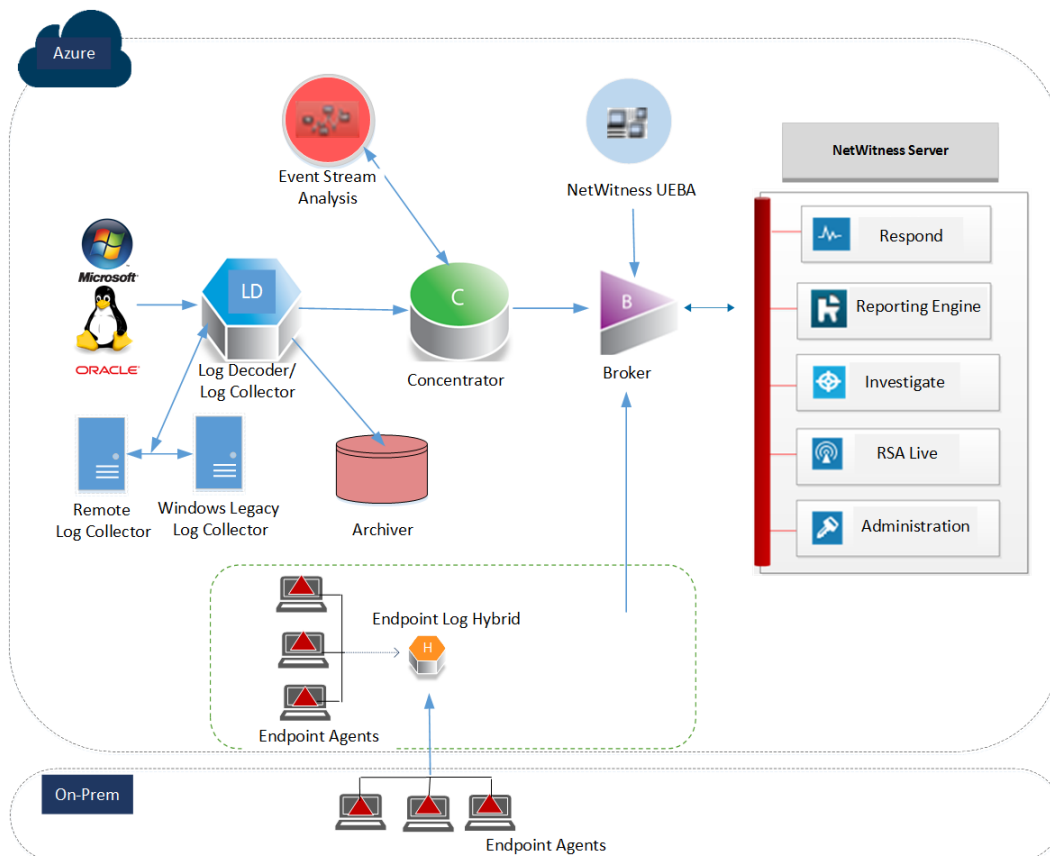 Azure
Event Stream
Analysis
NetWitness UEBA
NetWitness Server
Respond
Reporting Engine
Investigate
RSA Live
Administration
Microsoft
ORACLE
LD
Log Decoder/
Log Collector
C
Concentrator
B
Broker
Remote
Log Collector
Windows Legacy
Log Collector
Archiver
Endpoint Log Hybrid
H
Endpoint Agents
On-Prem
Endpoint Agents